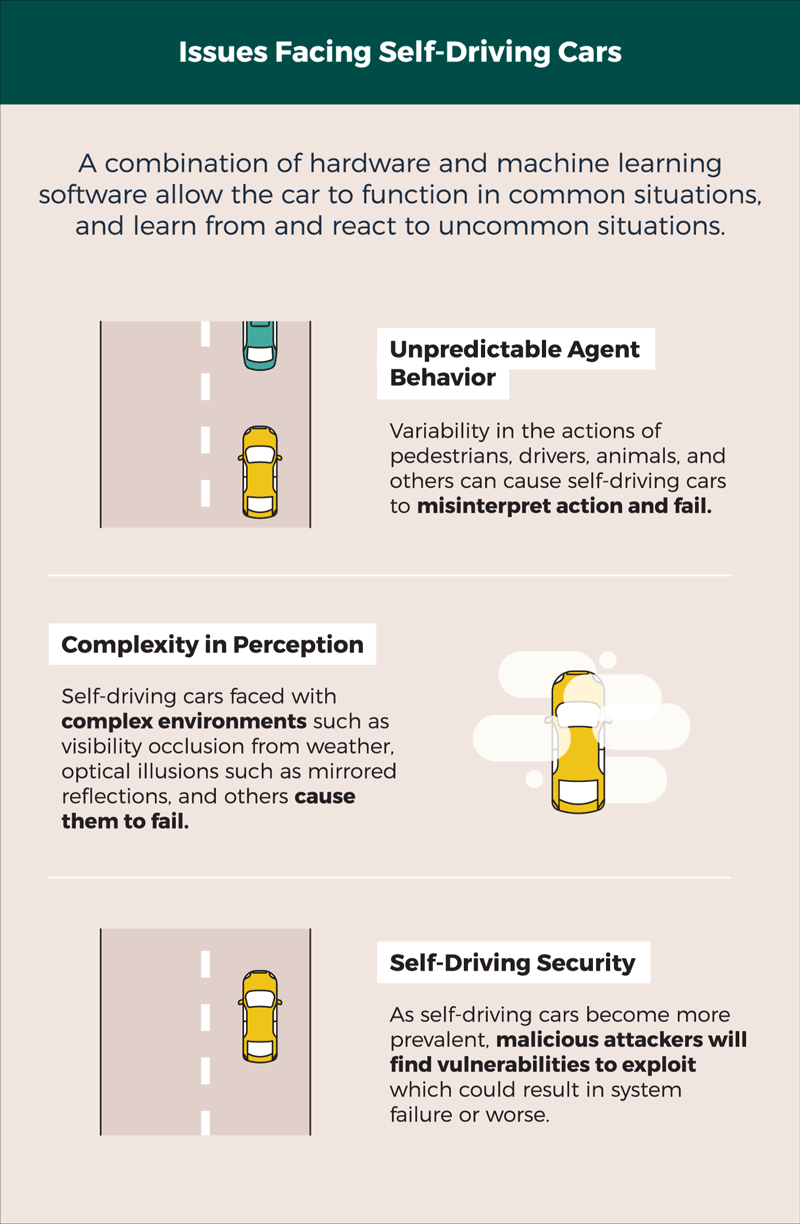 Issues Facing Self-Driving Cars
A combination of hardware and machine learning
software allow the car to function in common situations,
and learn from and react to uncommon situations.
Unpredictable Agent
Behavior
Variability in the actions of
pedestrians, drivers, animals, and
others can cause self-driving cars
to misinterpret action and fail.
Complexity in Perception
Self-driving cars faced with
complex environments such as
visibility occlusion from weather,
optical illusions such as mirrored
reflections, and others cause
them to fail.
Self-Driving Security
As self-driving cars become more
prevalent, malicious attackers will
find vulnerabilities to exploit
which could result in system
failure or worse.